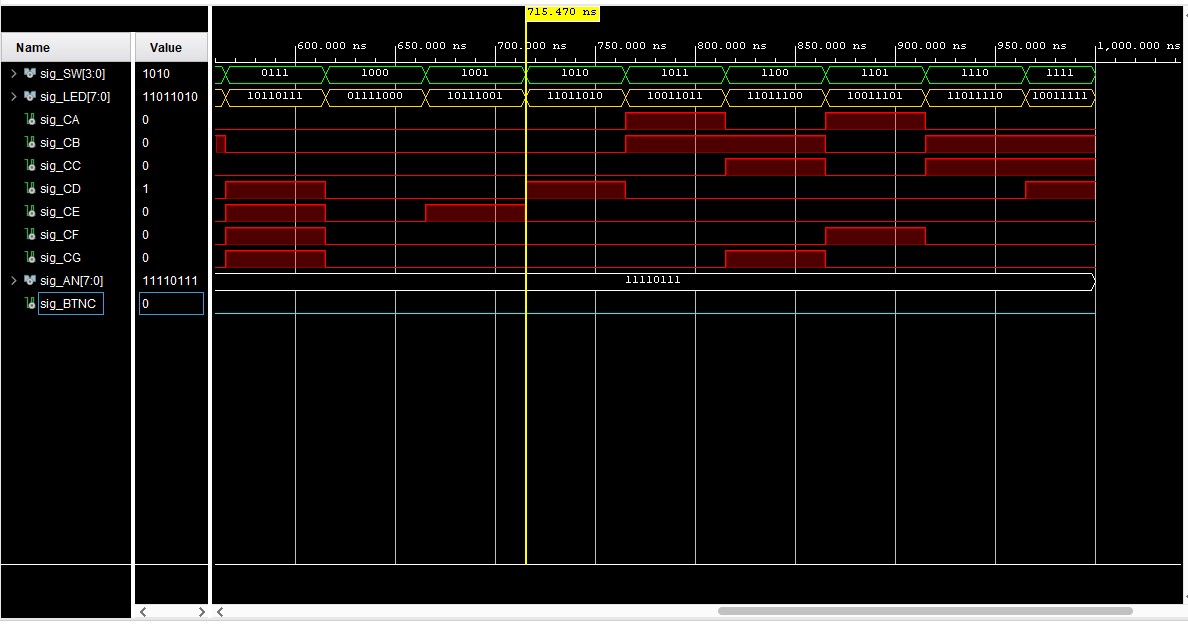 715.470 ns
Name Value
600.000 ns 650.000 ns 700.000 ns 750.000 ns 800.000 ns 850.000 ns 900.000 ns 950.000 ns 1,000.000 ns
sig_SW[3:0] 1010 0111 1000 1001 1010 1011 1100 1101 1110 1111
sig_LED[7:0] 11011010 10110111 01111000 10111001 11011010 10011011 11011100 10011101 11011110 10011111
sig_CA 0
sig_CB 0
sig_CC 0
sig_CD 1
sig_CE 0
sig_CF 0
sig_CG 0
sig_AN[7:0] 11110111 11110111
sig_BTNC 0